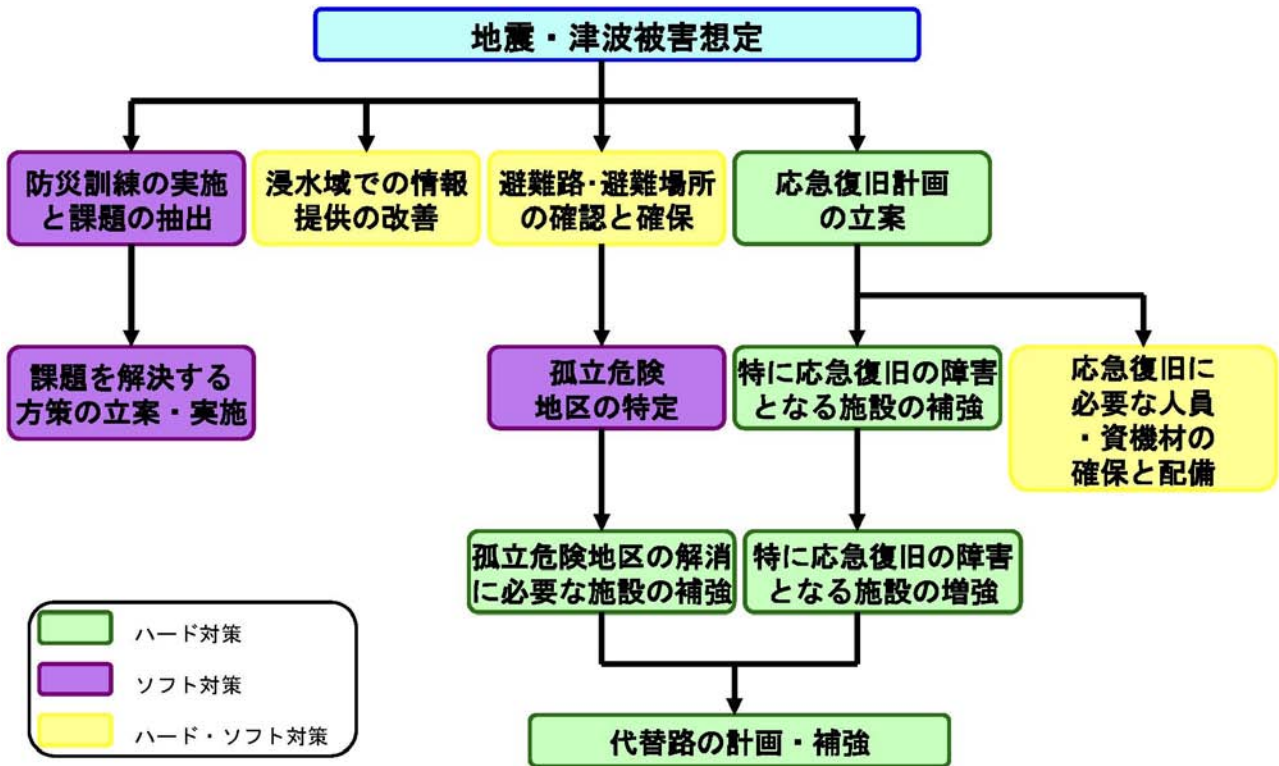 地震・津波被害想定
防災訓練の実施
と課題の抽出
浸水域での情報
提供の改善
避難路・避難場所
の確認と確保
応急復旧計画
の立案
課題を解決する
方策の立案・実施
孤立危険
地区の特定
特に応急復旧の障害
となる施設の補強
応急復旧に
必要な人員
・資機材の
確保と配備
孤立危険地区の解消
に必要な施設の補強
特に応急復旧の障害
となる施設の増強
代替路の計画・補強
ハード対策
ソフト対策
ハード・ソフト対策